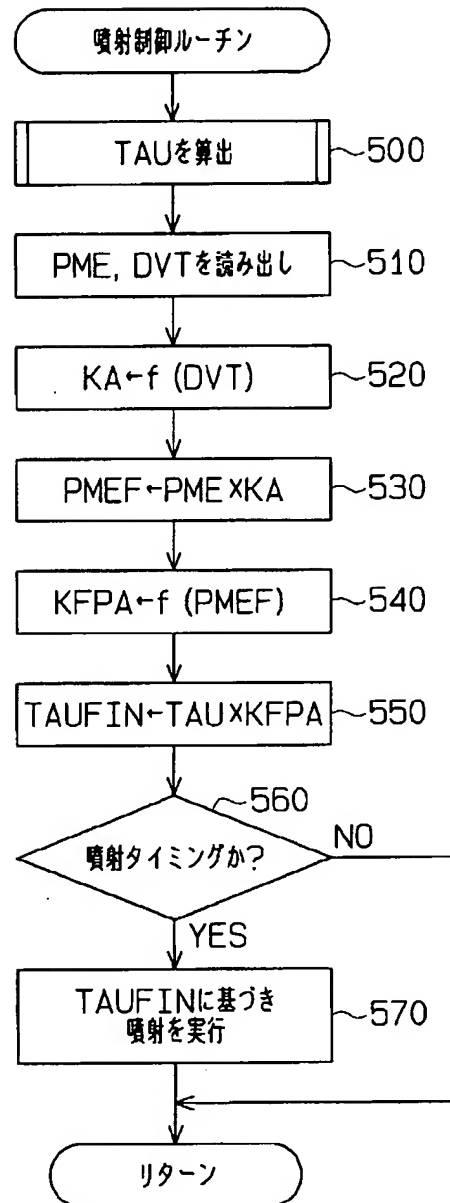 噴射制御ルーチン
TAUを算出
500
PME, DVTを読み出し
510
KA←f (DVT)
520
PMEF←PME×KA
530
KFPA←f (PMEF)
540
TAUFIN←TAU×KFPA
550
560
噴射タイミングか?
NO
YES
TAUFINに基づき
噴射を実行
570
リターン